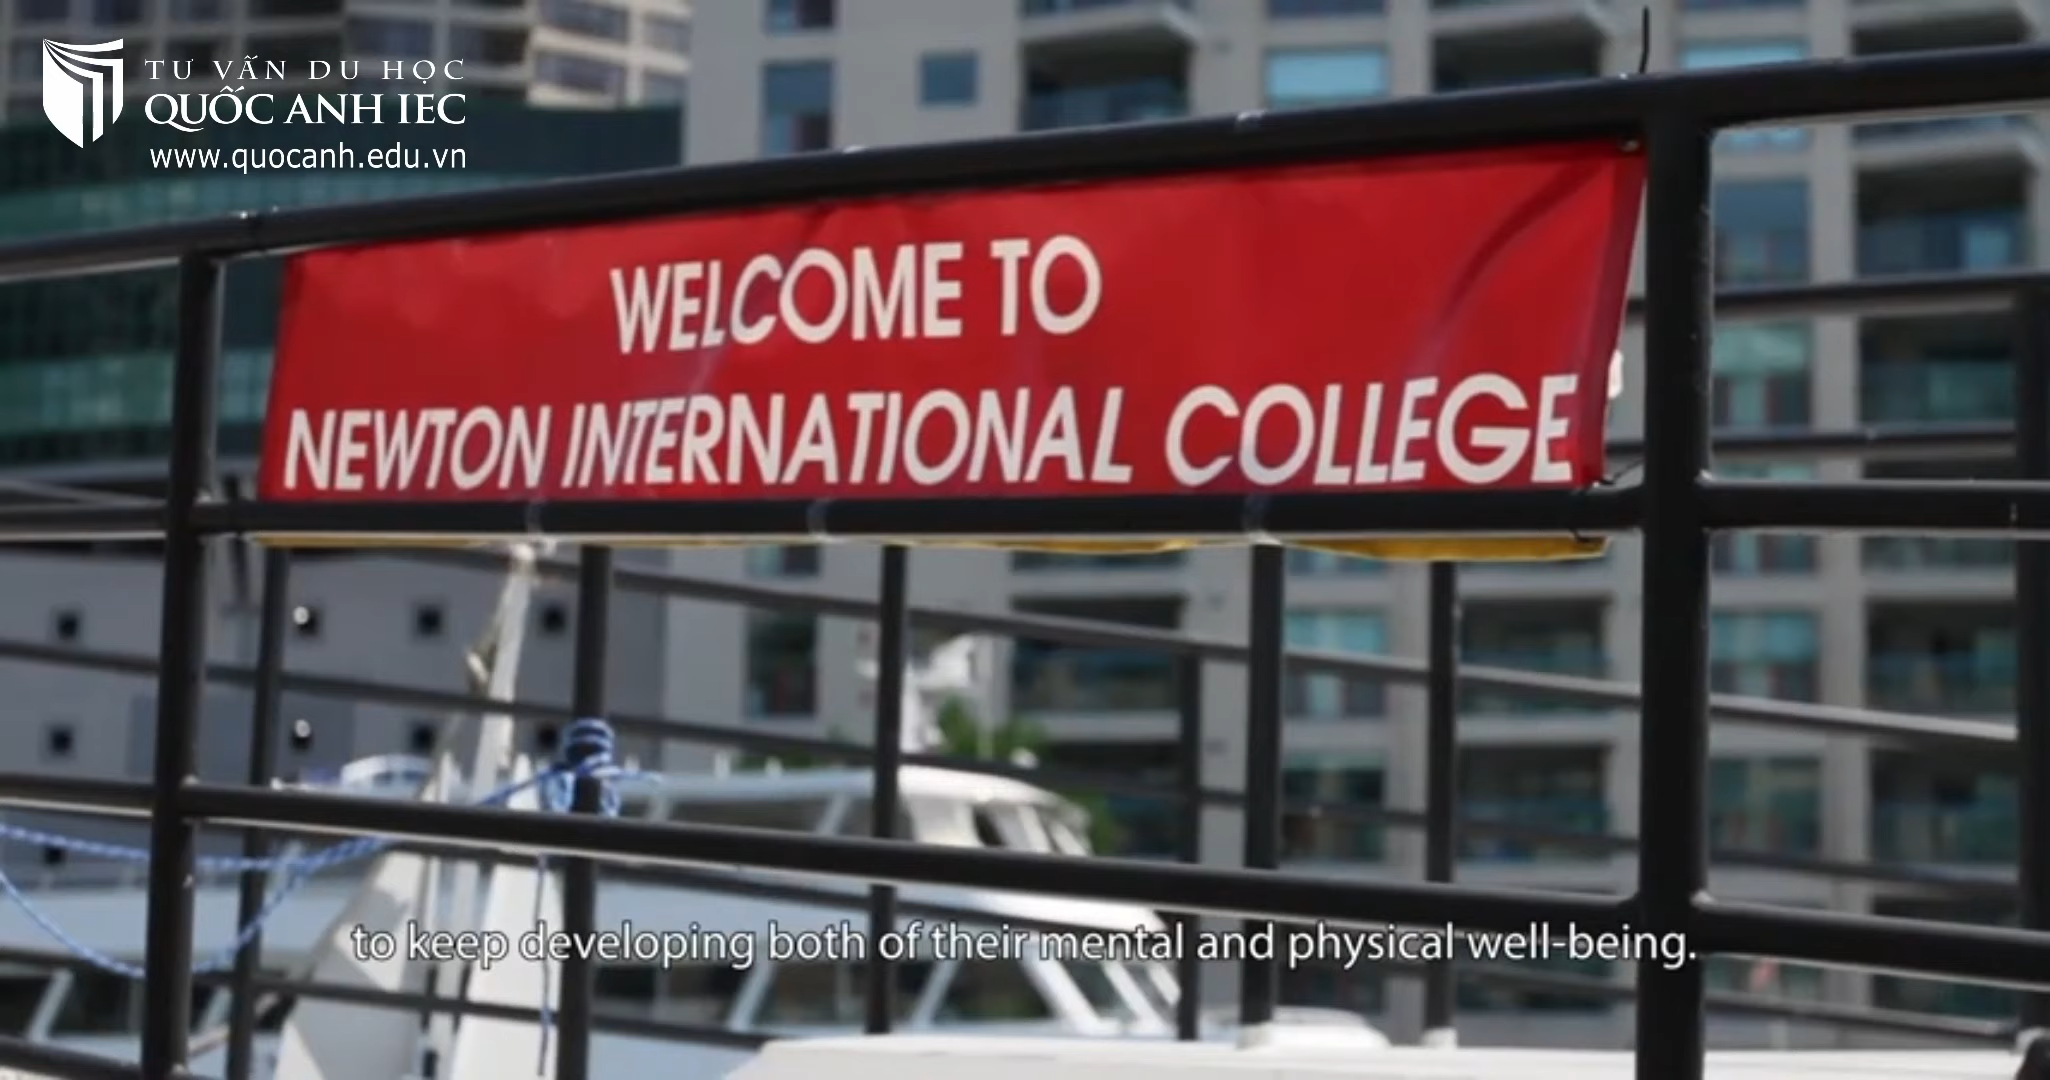 TƯ VẤN DU HỌC
QUỐC ANH IEC
www.quocanh.edu.vn
WELCOME TO
NEWTON INTERNATIONAL COLLEGE
to keep developing both of their mental and physical well-being.